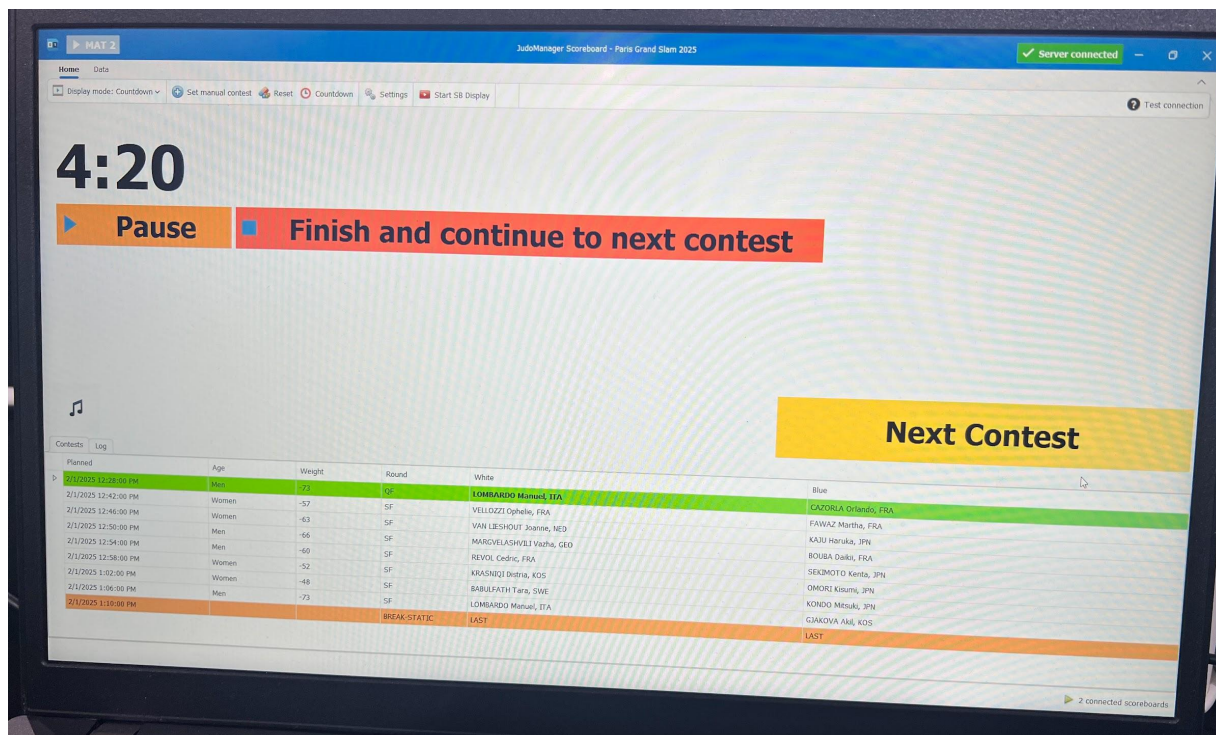 MAT 2 JudoManager Scoreboard - Paris Grand Slam 2025 Server connected
Home Data
Display mode: Countdown Set manual contest Reset Countdown Settings Start SB Display
Test connection
4:20
Pause Finish and continue to next contest
Next Contest
Contests Log
Planned Age Weight Round White Blue
2/1/2025 12:28:00 PM Men -73 QF LOMBARDO Manuel, ITA CAZORLA Orlando, FRA
2/1/2025 12:42:00 PM Women -57 SF VELLOZZI Ophelie, FRA FAWAZ Martha, FRA
2/1/2025 12:46:00 PM Women -63 SF VAN LIESHOUT Joanne, NED KAJU Haruka, JPN
2/1/2025 12:50:00 PM Men -66 SF MARGVELASHVILI Vazha, GEO BOUBA Daikii, FRA
2/1/2025 12:54:00 PM Men -60 SF REVOL Cedric, FRA SEKIMOTO Kenta, JPN
2/1/2025 12:58:00 PM Women -52 SF KRASNIQI Distria, KOS OMORI Kisumi, JPN
2/1/2025 1:02:00 PM Women -48 SF BABULFATH Tara, SWE KONDO Mitsuki, JPN
2/1/2025 1:06:00 PM Men -73 SF LOMBARDO Manuel, ITA GJAKOVA Akil, KOS
2/1/2025 1:10:00 PM BREAK-STATIC LAST LAST
2 connected scoreboards